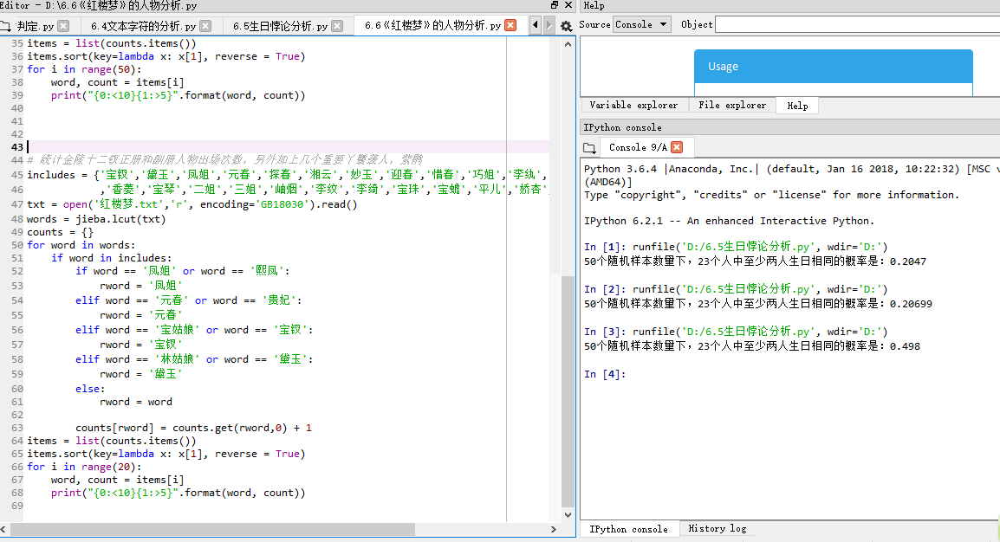 Editor - D:\6.6《红楼梦》的人物分析.py
判定.py
6.4文本字符的分析.py
6.5生日悖论分析.py
6.6《红楼梦》的人物分析.py
35 items = list(counts.items())
36 items.sort(key=lambda x: x[1], reverse = True)
37 for i in range(50):
38     word, count = items[i]
39     print("{0:<10}{1:>5}".format(word, count))
40
41
42
43
44 # 统计金陵十二钗正册和副册人物出场次数，另外加上几个重要丫鬟袭人，紫鹃
45 includes = {'宝钗','黛玉','凤姐','元春','探春','湘云','妙玉','迎春','惜春','巧姐','李纨',
46             ,'香菱','宝琴','二姐','三姐','岫烟','李纹','李绮','宝珠','宝蟾','平儿','娇杏'
47 txt = open('红楼梦.txt','r', encoding='GB18030').read()
48 words = jieba.lcut(txt)
49 counts = {}
50 for word in words:
51     if word in includes:
52         if word == '凤姐' or word == '熙凤':
53             rword = '凤姐'
54         elif word == '元春' or word == '贵妃':
55             rword = '元春'
56         elif word == '宝姑娘' or word == '宝钗':
57             rword = '宝钗'
58         elif word == '林姑娘' or word == '黛玉':
59             rword = '黛玉'
60         else:
61             rword = word
62
63         counts[rword] = counts.get(rword,0) + 1
64 items = list(counts.items())
65 items.sort(key=lambda x: x[1], reverse = True)
66 for i in range(20):
67     word, count = items[i]
68     print("{0:<10}{1:>5}".format(word, count))
69
Help
Source Console Object
Usage
Variable explorer File explorer Help
IPython console
Console 9/A
Python 3.6.4 |Anaconda, Inc.| (default, Jan 16 2018, 10:22:32) [MSC v
(AMD64)]
Type "copyright", "credits" or "license" for more information.
IPython 6.2.1 -- An enhanced Interactive Python.
In [1]: runfile('D:/6.5生日悖论分析.py', wdir='D:')
50个随机样本数量下，23个人中至少两人生日相同的概率是：0.2047
In [2]: runfile('D:/6.5生日悖论分析.py', wdir='D:')
50个随机样本数量下，23个人中至少两人生日相同的概率是：0.20699
In [3]: runfile('D:/6.5生日悖论分析.py', wdir='D:')
50个随机样本数量下，23个人中至少两人生日相同的概率是：0.498
In [4]:
IPython console History log